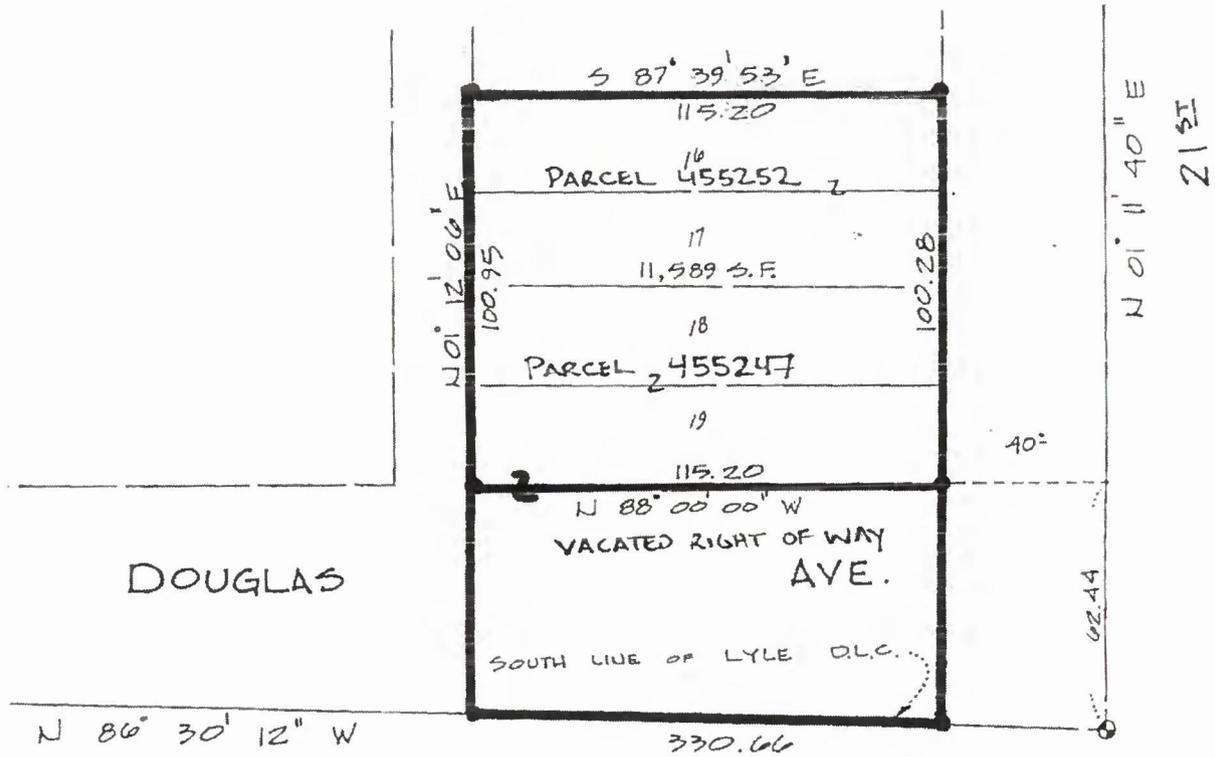 S 87° 39' 53' E
115.20
16
PARCEL 455252 2
17
11,589 S.F.
18
PARCEL 2 455247
19
115.20
2
N 88° 00' 00" W
VACATED RIGHT OF WAY
AVE.
SOUTH LINE OF LYLE D.L.C.
330.66
N 01° 12' 06' E
100.95
100.28
N 01° 11' 40" E
21ST
40±
62.44
DOUGLAS
N 86° 30' 12" W